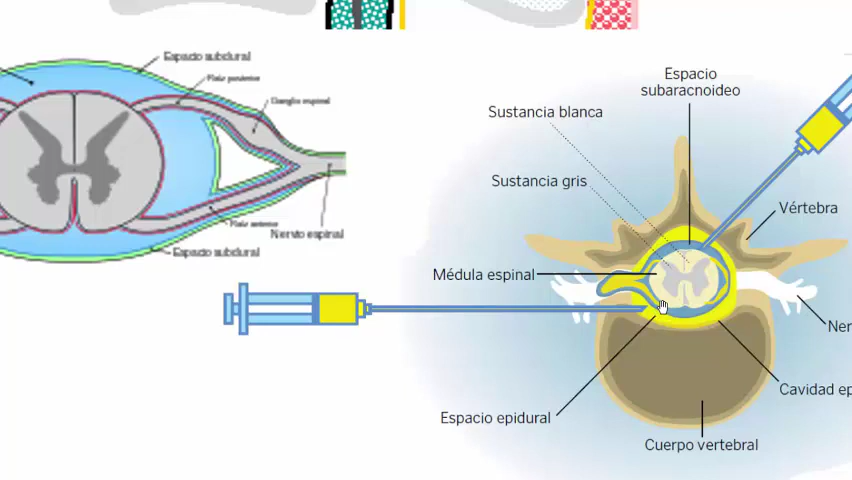 Espacio subdural
Raíz posterior
Ganglio espinal
Raíz anterior
Nervio espinal
Espacio subdural
Espacio
subaracnoideo
Sustancia blanca
Sustancia gris
Vértebra
Médula espinal
Ner
Cavidad ep
Espacio epidural
Cuerpo vertebral